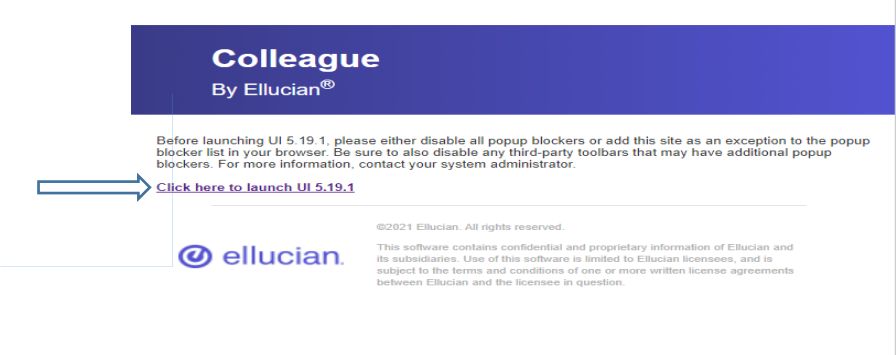 Colleague
By Ellucian®
Before launching UI 5.19.1, please either disable all popup blockers or add this site as an exception to the popup
blocker list in your browser. Be sure to also disable any third-party toolbars that may have additional popup
blockers. For more information, contact your system administrator.
Click here to launch UI 5.19.1
©2021 Ellucian. All rights reserved.
ellucian.
This software contains confidential and proprietary information of Ellucian and
its subsidiaries. Use of this software is limited to Ellucian licensees, and is
subject to the terms and conditions of one or more written license agreements
between Ellucian and the licensee in question.